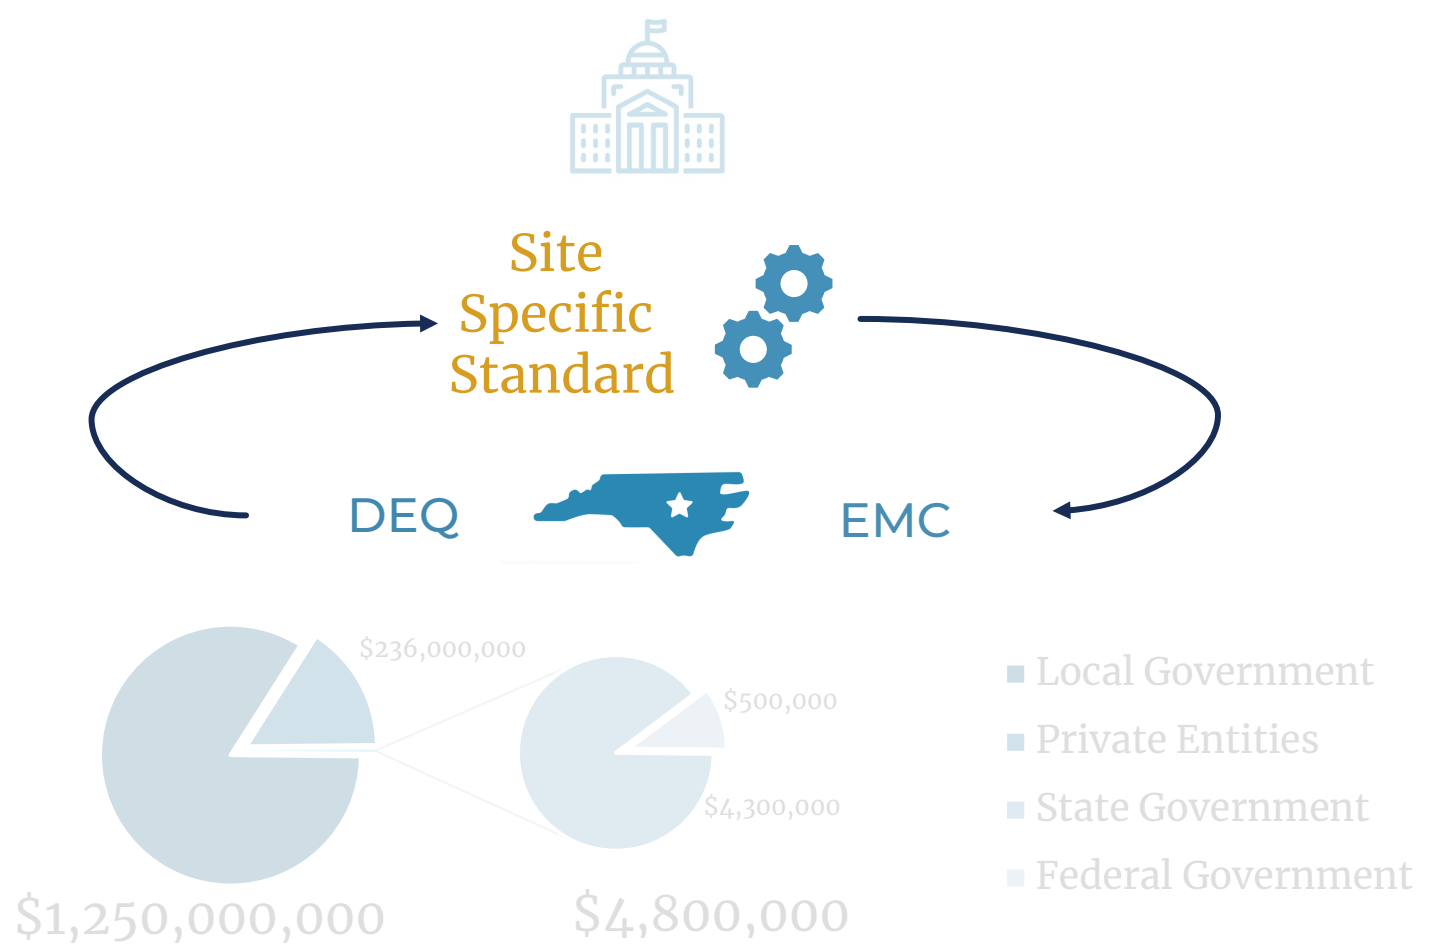 Site
Specific
Standard
DEQ
EMC
$236,000,000
$500,000
$4,300,000
$1,250,000,000
$4,800,000
Local Government
Private Entities
State Government
Federal Government